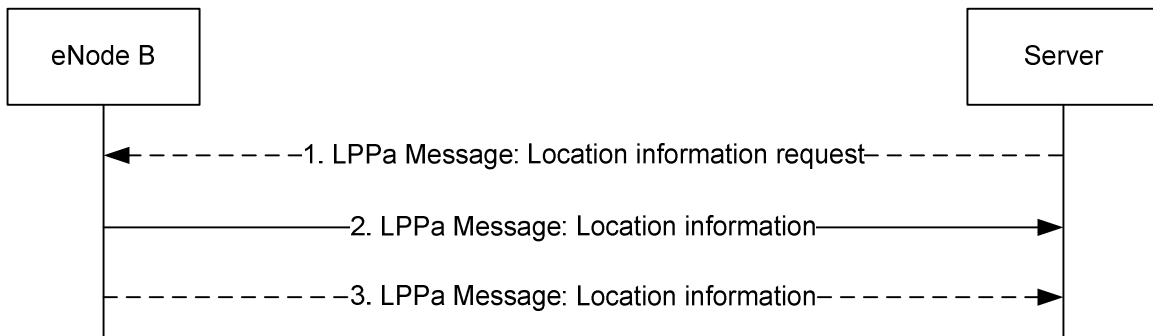 eNode B
Server
1. LPPa Message: Location information request
2. LPPa Message: Location information
3. LPPa Message: Location information